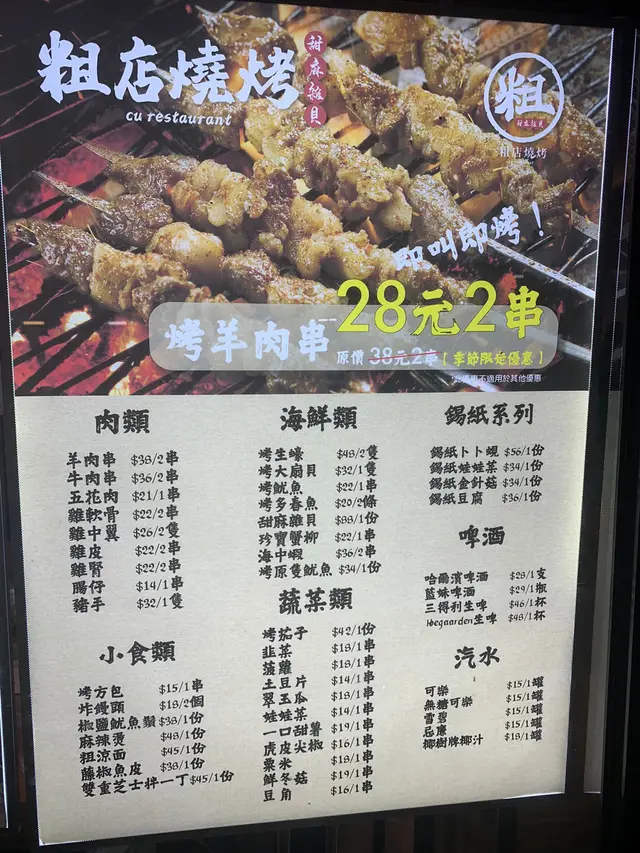 粗店燒烤
cu restaurant
甜麻雞貝
粗
粗店燒烤
即叫即烤！
烤羊肉串 28元2串
原價 38元2串【季節限定優惠】
肉類
羊肉串 $38/2串
牛肉串 $36/2串
五花肉 $21/1串
雞軟骨 $22/2串
雞中翼 $26/2隻
雞皮 $22/2串
雞腎 $22/2串
腸仔 $14/1串
豬手 $32/1隻
小食類
烤方包 $15/1串
炸饅頭 $18/2個
椒鹽魷魚鬚 $38/1份
麻辣燙 $48/1份
粗涼面 $45/1份
藤椒魚皮 $38/1份
雙重芝士拌一丁 $45/1份
海鮮類
烤生蠔 $48/2隻
烤大扇貝 $32/1隻
烤魷魚 $22/1串
烤多春魚 $20/2條
甜麻雞貝 $88/1份
珍寶蟹柳 $22/1串
海中蝦 $36/2串
烤原隻魷魚 $34/1份
蔬菜類
烤茄子 $42/1份
韭菜 $18/1串
菠蘿 $18/1串
土豆片 $14/1串
翠玉瓜 $18/1串
娃娃菜 $14/1串
一口甜薯 $19/1串
虎皮尖椒 $16/1串
粟米 $18/1串
鮮冬菇 $19/1串
豆角 $16/1串
錫紙系列
錫紙卜卜蜆 $56/1份
錫紙娃娃菜 $34/1份
錫紙金針菇 $34/1份
錫紙豆腐 $36/1份
啤酒
哈爾濱啤酒 $28/1支
藍妹啤酒 $29/1瓶
三得利生啤 $46/1杯
Hoegaarden生啤 $48/1杯
汽水
可樂 $15/1罐
無糖可樂 $15/1罐
雪碧 $15/1罐
忌廉 $15/1罐
椰樹牌椰汁 $18/1罐